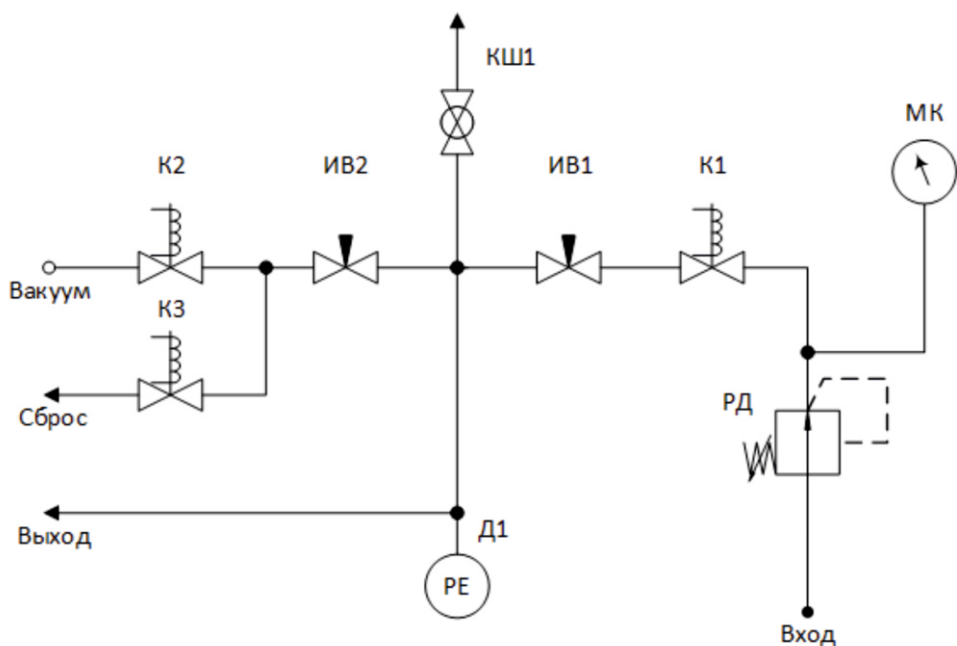 КШ1
МК
К2
ИВ2
ИВ1
К1
Вакуум
К3
РД
Сброс
Выход
Д1
PE
Вход